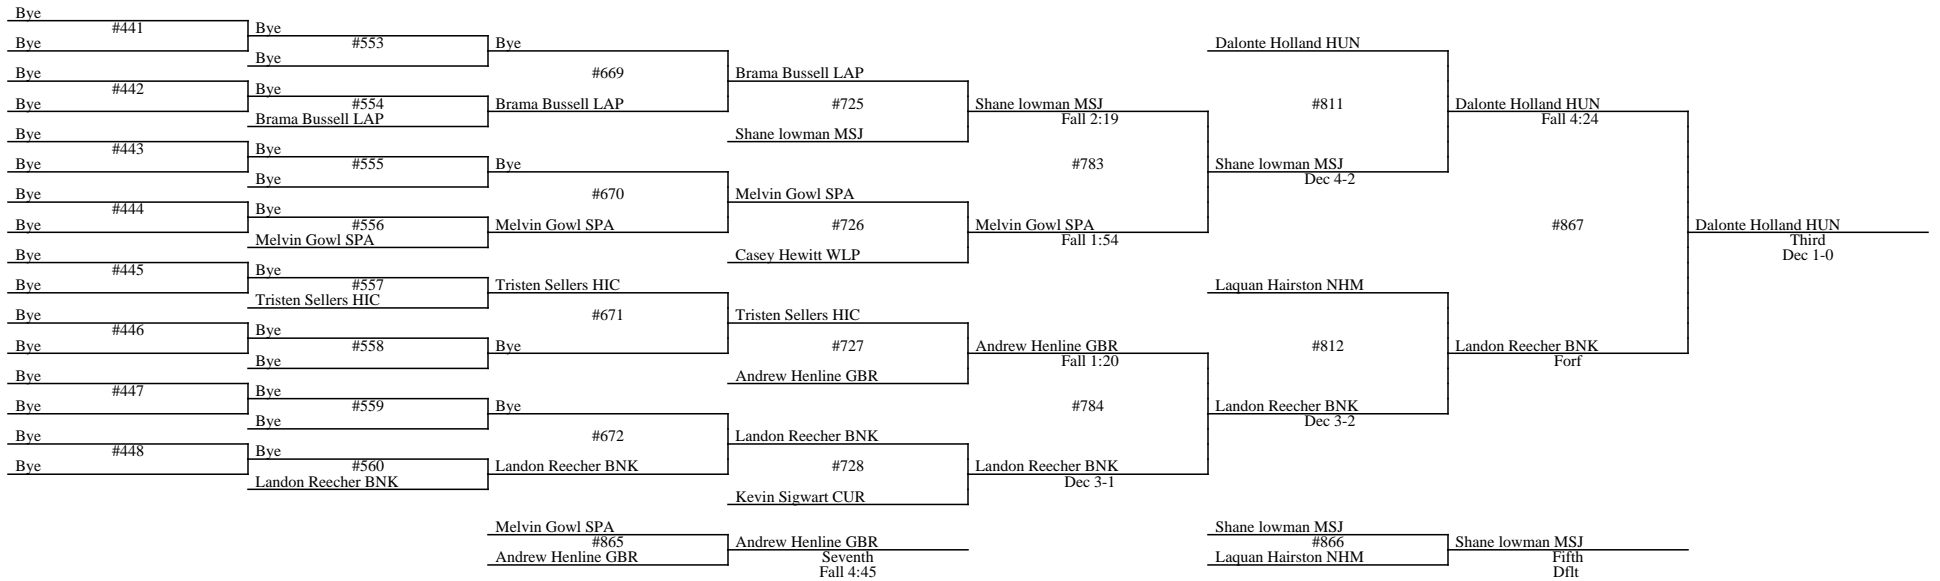 Bye
#441
Bye
Bye
#442
Bye
Bye
#443
Bye
Bye
#444
Bye
Bye
#445
Bye
Bye
#446
Bye
Bye
#447
Bye
Bye
#448
Bye
Bye
#553
Bye
Bye
#554
Brama Bussell LAP
Bye
#555
Bye
Bye
#556
Melvin Gowl SPA
Bye
#557
Tristen Sellers HIC
Bye
#558
Bye
Bye
#559
Bye
Bye
#560
Landon Reecher BNK
Bye
#669
Brama Bussell LAP
Bye
#670
Melvin Gowl SPA
Tristen Sellers HIC
#671
Bye
Bye
#672
Landon Reecher BNK
Brama Bussell LAP
#725
Shane lowman MSJ
Melvin Gowl SPA
#726
Casey Hewitt WLP
Tristen Sellers HIC
#727
Andrew Henline GBR
Landon Reecher BNK
#728
Kevin Sigwart CUR
Shane lowman MSJ
Fall 2:19
#783
Melvin Gowl SPA
Fall 1:54
Andrew Henline GBR
Fall 1:20
#784
Landon Reecher BNK
Dec 3-1
Dalonte Holland HUN
#811
Shane lowman MSJ
Dec 4-2
Laquan Hairston NHM
#812
Landon Reecher BNK
Dec 3-2
Dalonte Holland HUN
Fall 4:24
#867
Landon Reecher BNK
Forf
Dalonte Holland HUN
Third
Dec 1-0
Melvin Gowl SPA
#865
Andrew Henline GBR
Andrew Henline GBR
Seventh
Fall 4:45
Shane lowman MSJ
#866
Laquan Hairston NHM
Shane lowman MSJ
Fifth
Dflt